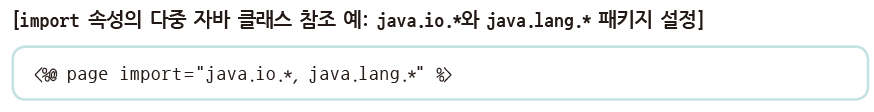 [import 속성의 다중 자바 클래스 참조 예: java.io.*와 java.lang.* 패키지 설정]
<%@ page import="java.io.*, java.lang.*" %>